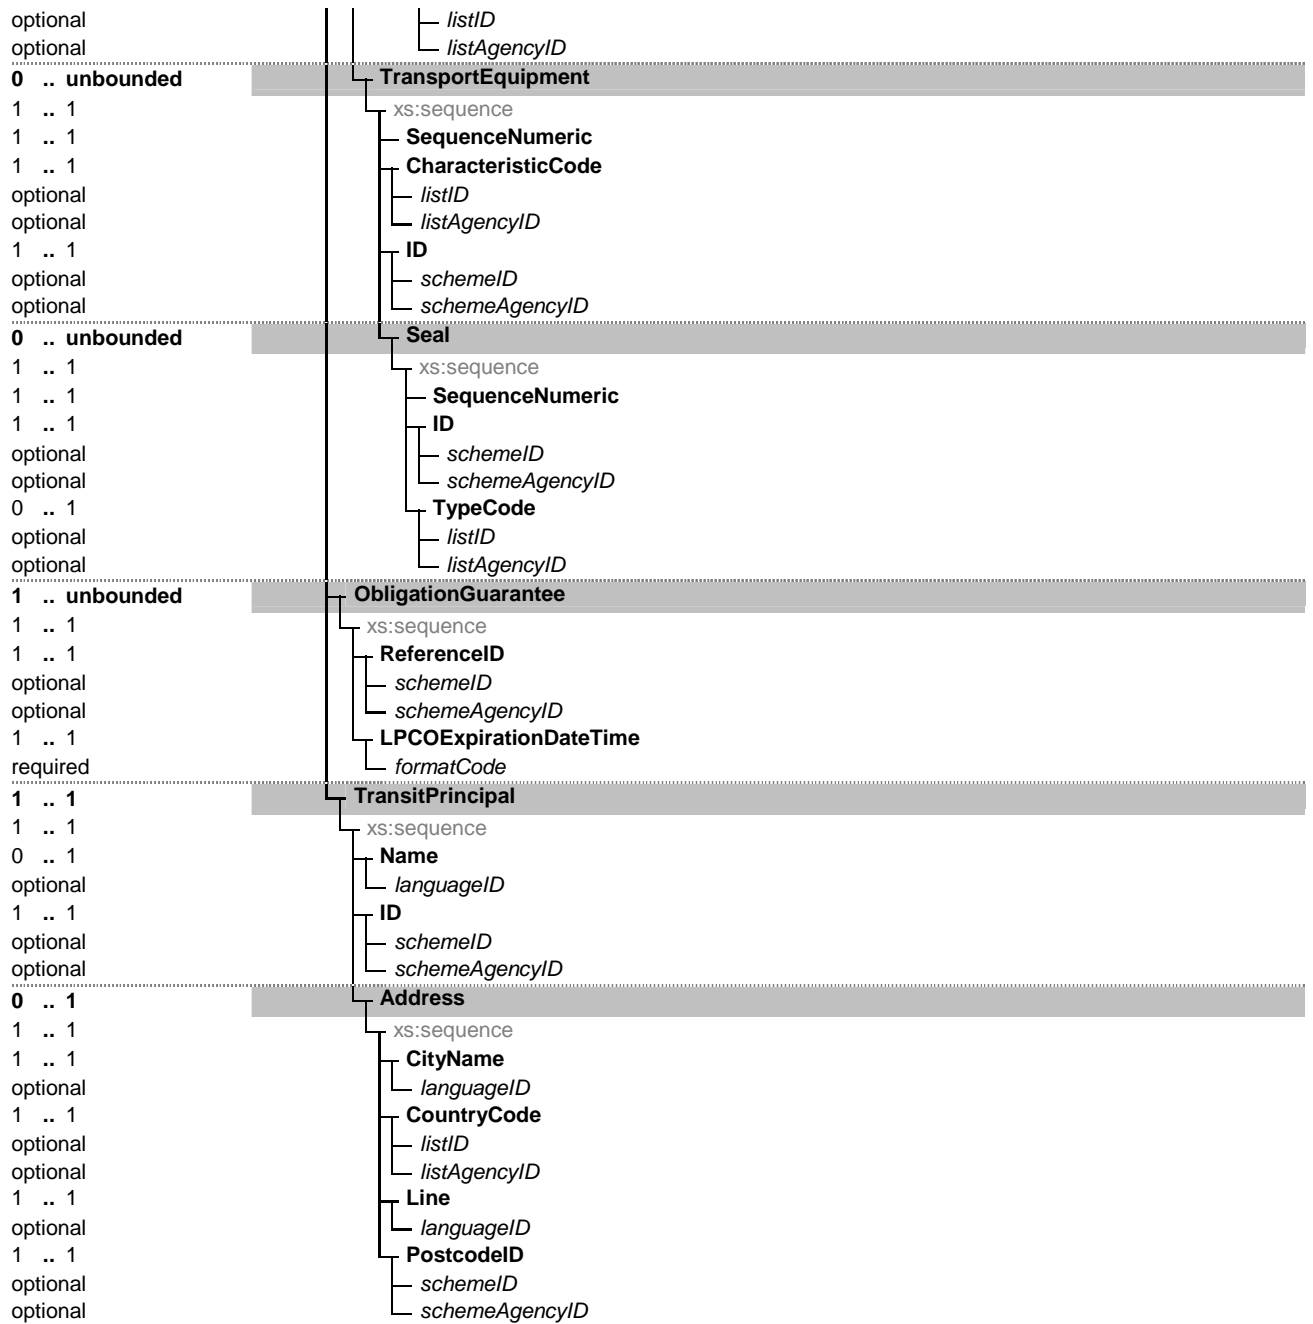 optional listID
optional listAgencyID
0 .. unbounded TransportEquipment
1 .. 1 xs:sequence
1 .. 1 SequenceNumeric
1 .. 1 CharacteristicCode
optional listID
optional listAgencyID
1 .. 1 ID
optional schemeID
optional schemeAgencyID
0 .. unbounded Seal
1 .. 1 xs:sequence
1 .. 1 SequenceNumeric
1 .. 1 ID
optional schemeID
optional schemeAgencyID
0 .. 1 TypeCode
optional listID
optional listAgencyID
1 .. unbounded ObligationGuarantee
1 .. 1 xs:sequence
1 .. 1 ReferenceID
optional schemeID
optional schemeAgencyID
1 .. 1 LPCOExpirationDateTime
required formatCode
1 .. 1 TransitPrincipal
1 .. 1 xs:sequence
0 .. 1 Name
optional languageID
1 .. 1 ID
optional schemeID
optional schemeAgencyID
0 .. 1 Address
1 .. 1 xs:sequence
1 .. 1 CityName
optional languageID
1 .. 1 CountryCode
optional listID
optional listAgencyID
1 .. 1 Line
optional languageID
1 .. 1 PostcodeID
optional schemeID
optional schemeAgencyID